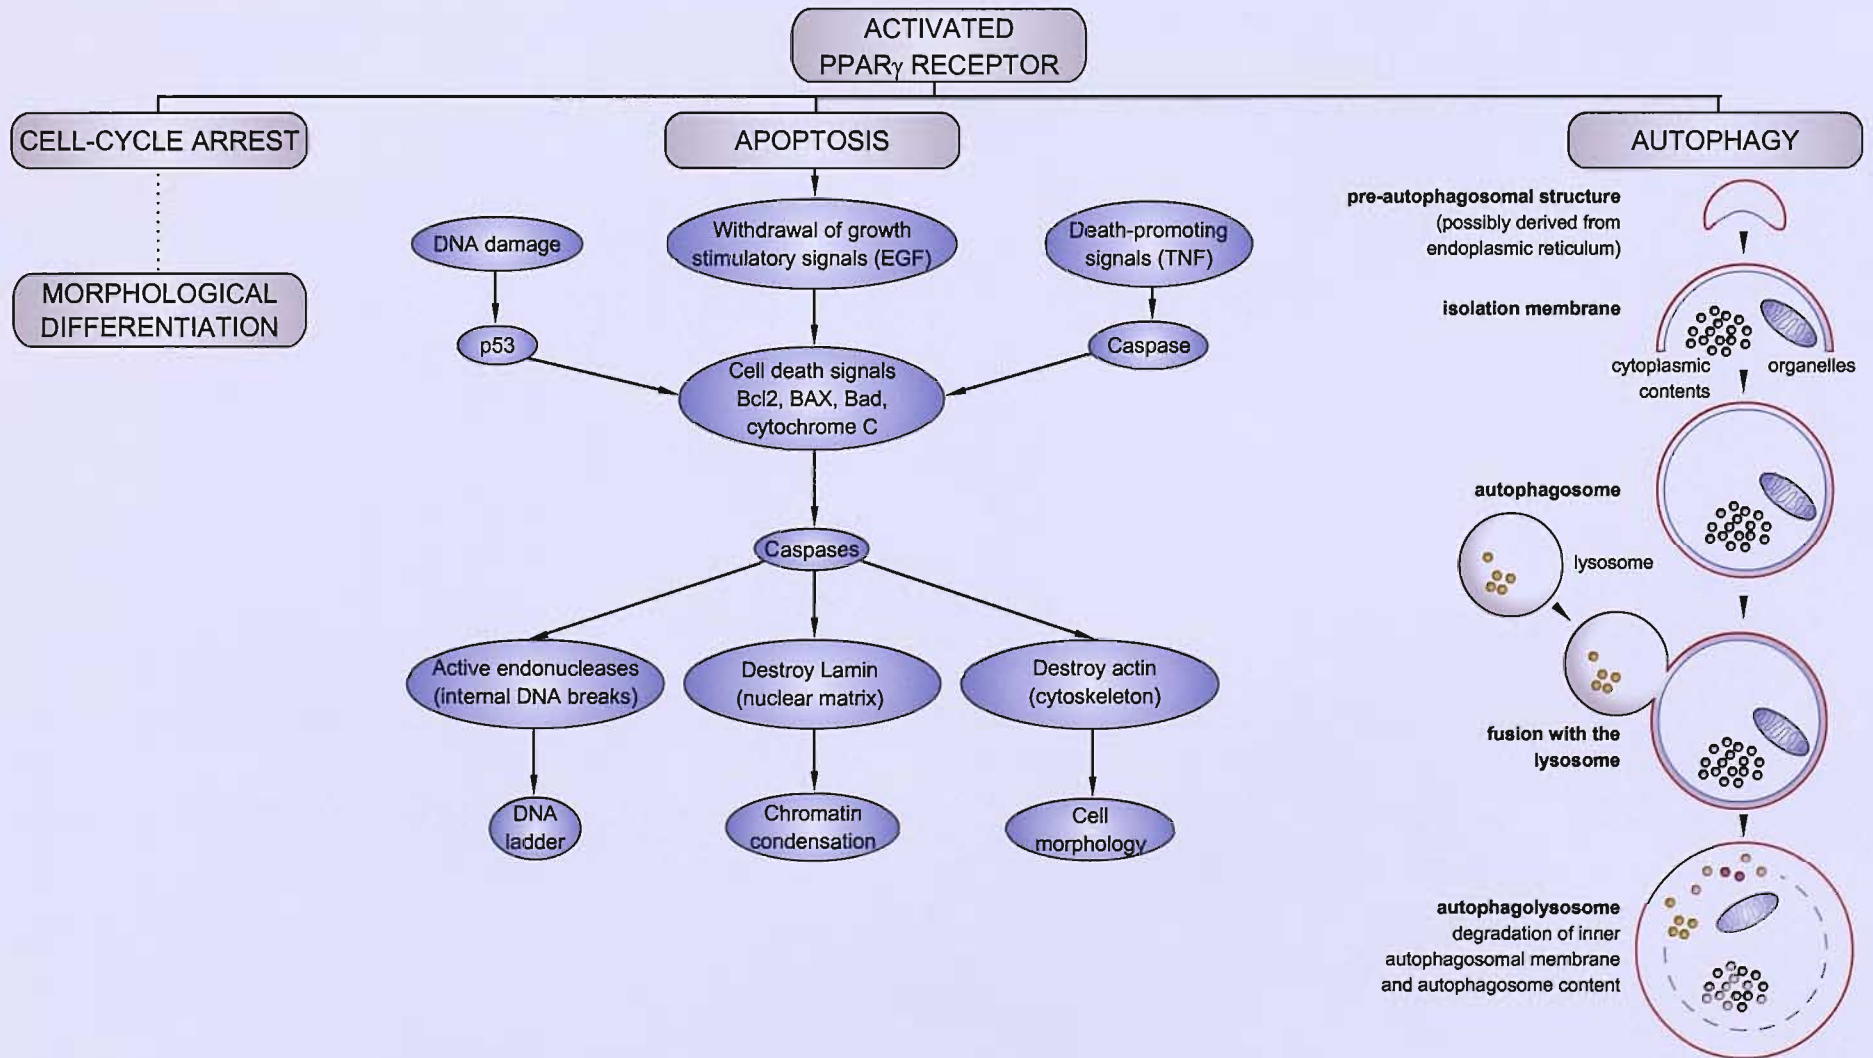 ACTIVATED
PPARγ RECEPTOR
CELL-CYCLE ARREST
MORPHOLOGICAL
DIFFERENTIATION
APOPTOSIS
DNA damage
p53
Withdrawal of growth
stimulatory signals (EGF)
Death-promoting
signals (TNF)
Caspase
Cell death signals
Bcl2, BAX, Bad,
cytochrome C
Caspases
Active endonucleases
(internal DNA breaks)
Destroy Lamin
(nuclear matrix)
Destroy actin
(cytoskeleton)
DNA
ladder
Chromatin
condensation
Cell
morphology
AUTOPHAGY
pre-autophagosomal structure
(possibly derived from
endoplasmic reticulum)
isolation membrane
cytoplasmic
contents
organelles
autophagosome
lysosome
fusion with the
lysosome
autophagolysosome
degradation of inner
autophagosomal membrane
and autophagosome content